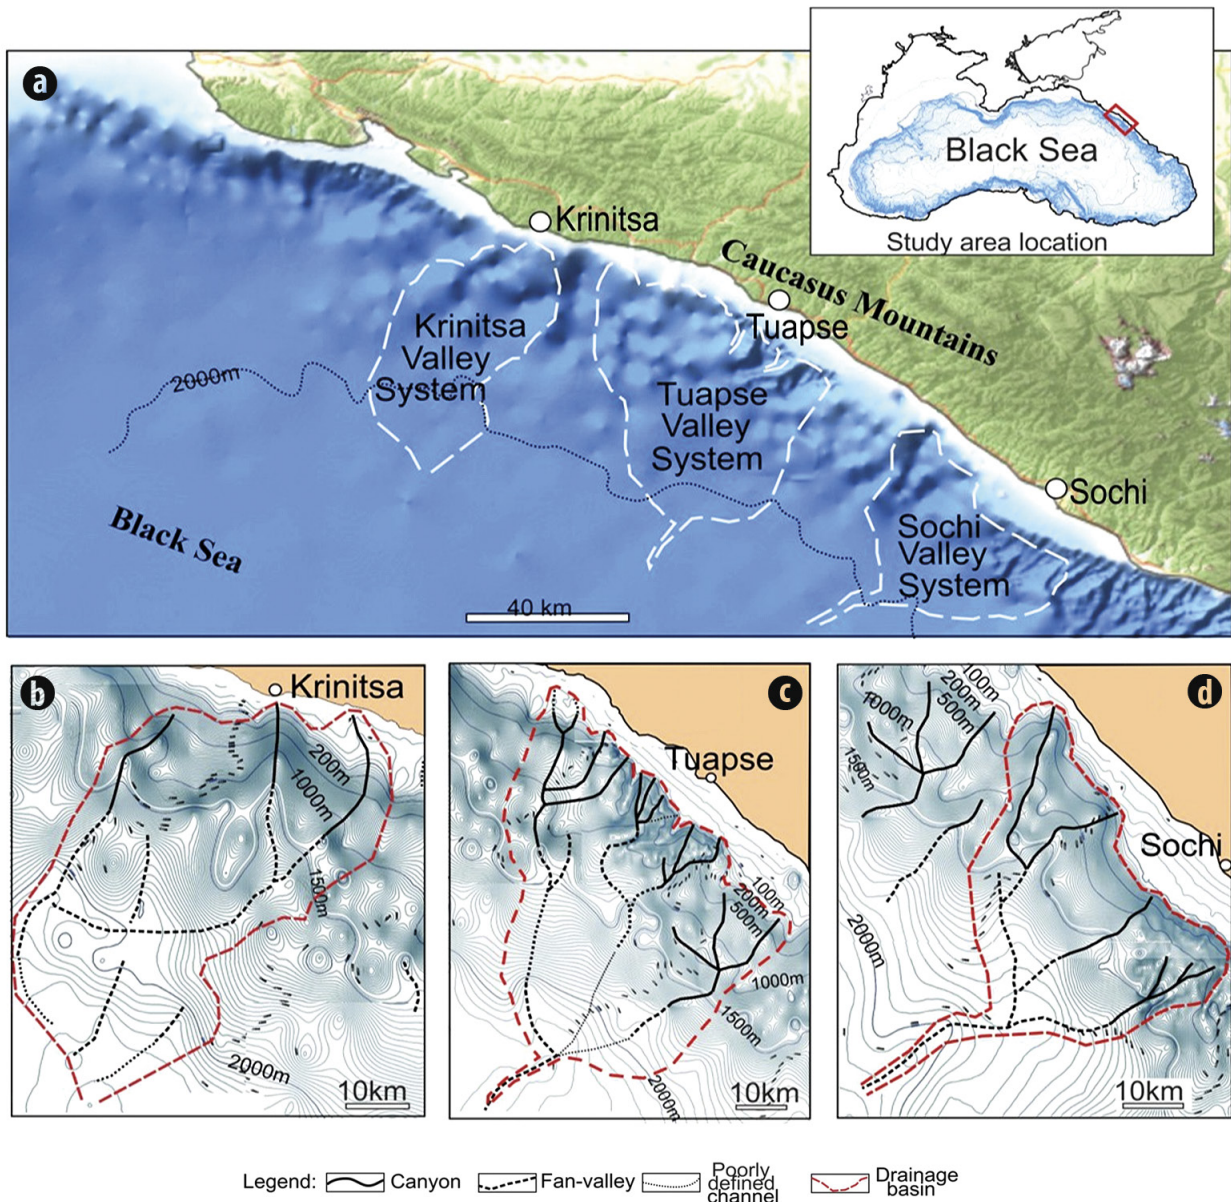 a
Black Sea
Study area location
Krinitsa
Caucasus Mountains
Tuapse
Krinitsa
Valley
System
2000m
Tuapse
Valley
System
Sochi
Sochi
Valley
System
Black Sea
40 km
b
Krinitsa
200m
1000m
1500m
2000m
10km
c
Tuapse
100m
200m
500m
1000m
1500m
2000m
10km
d
100m
200m
500m
1000m
1500m
Sochi
2000m
10km
Legend:
Canyon
Fan-valley
Poorly
defined
channel
Drainage
basin